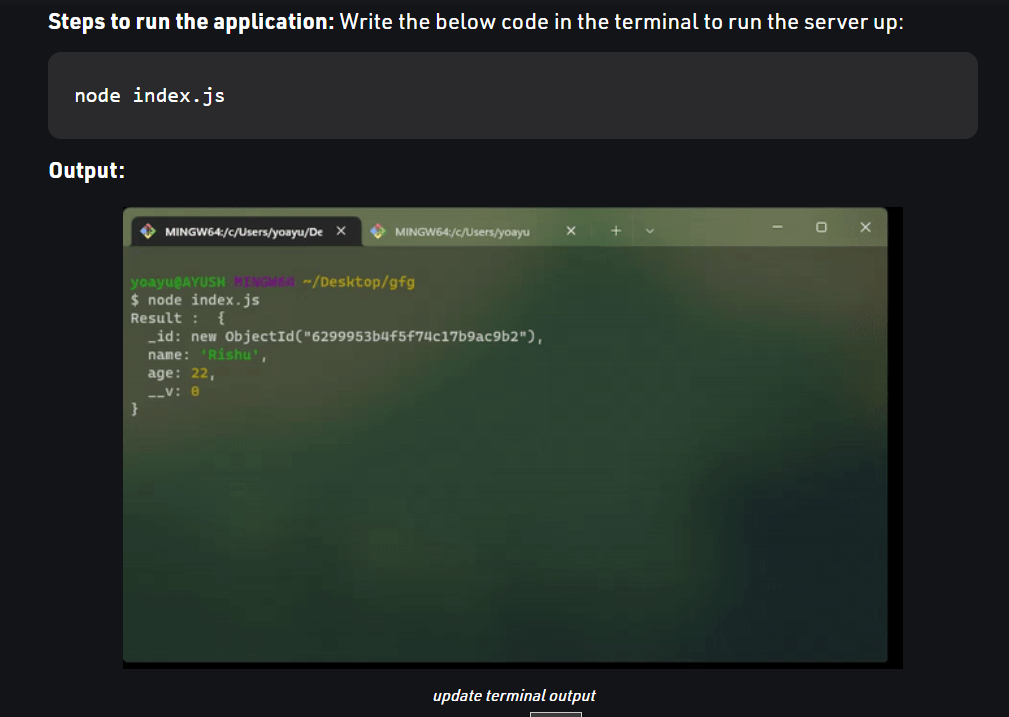 Steps to run the application: Write the below code in the terminal to run the server up:
node index.js
Output:
MINGW64:/c/Users/yoayu/De
MINGW64:/c/Users/yoayu
yoayu@AYUSH MINGW64 ~/Desktop/gfg
$ node index.js
Result :  {
  _id: new ObjectId("6299953b4f5f74c17b9ac9b2"),
  name: 'Rishu',
  age: 22,
  __v: 0
}
update terminal output